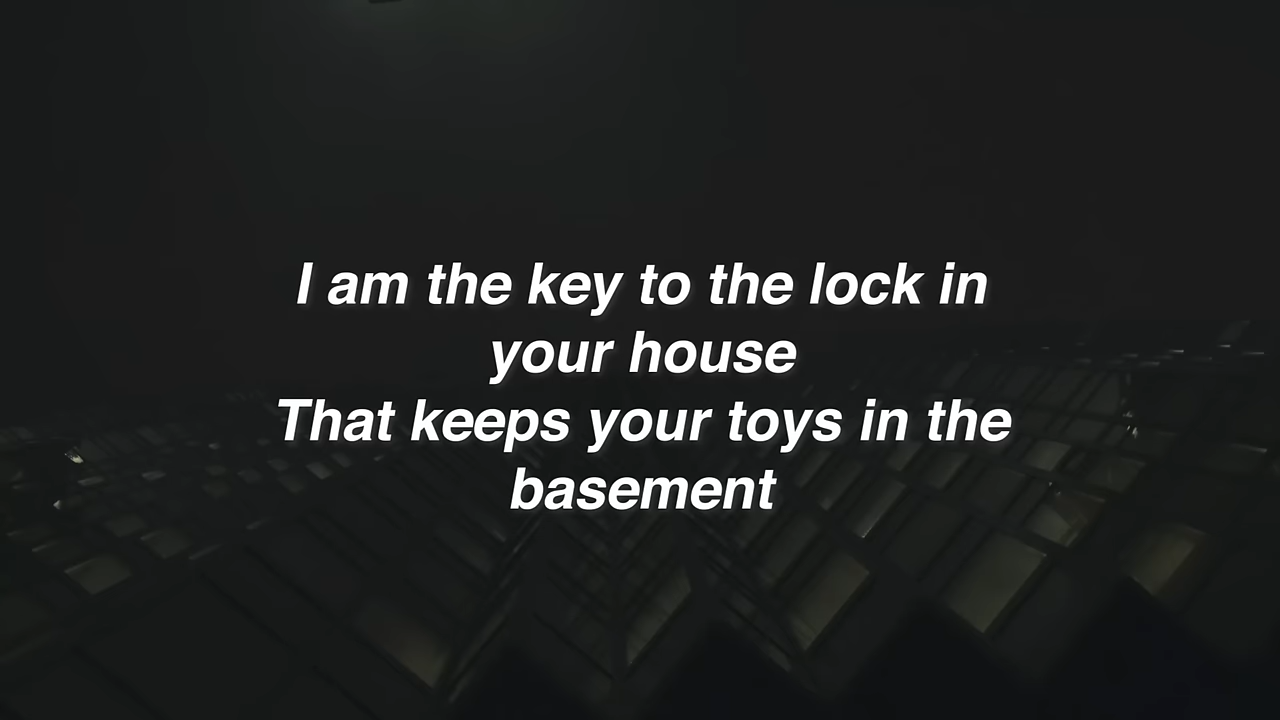 I am the key to the lock in
your house
That keeps your toys in the
basement